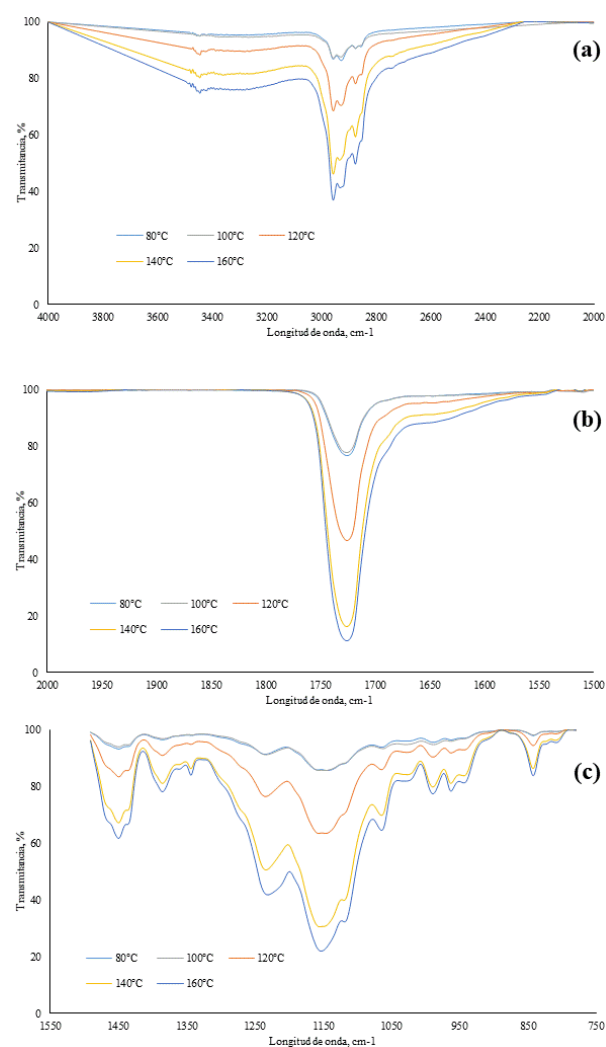 100
80
60
40
20
0
Transmitancia, %
(a)
80°C 100°C 120°C
140°C 160°C
4000 3800 3600 3400 3200 3000 2800 2600 2400 2200 2000
Longitud de onda, cm-1
100
80
60
40
20
0
Transmitancia, %
(b)
80°C 100°C 120°C
140°C 160°C
2000 1950 1900 1850 1800 1750 1700 1650 1600 1550 1500
Longitud de onda, cm-1
100
80
60
40
20
0
Transmitancia, %
(c)
80°C 100°C 120°C
140°C 160°C
1550 1450 1350 1250 1150 1050 950 850 750
Longitud de onda, cm-1